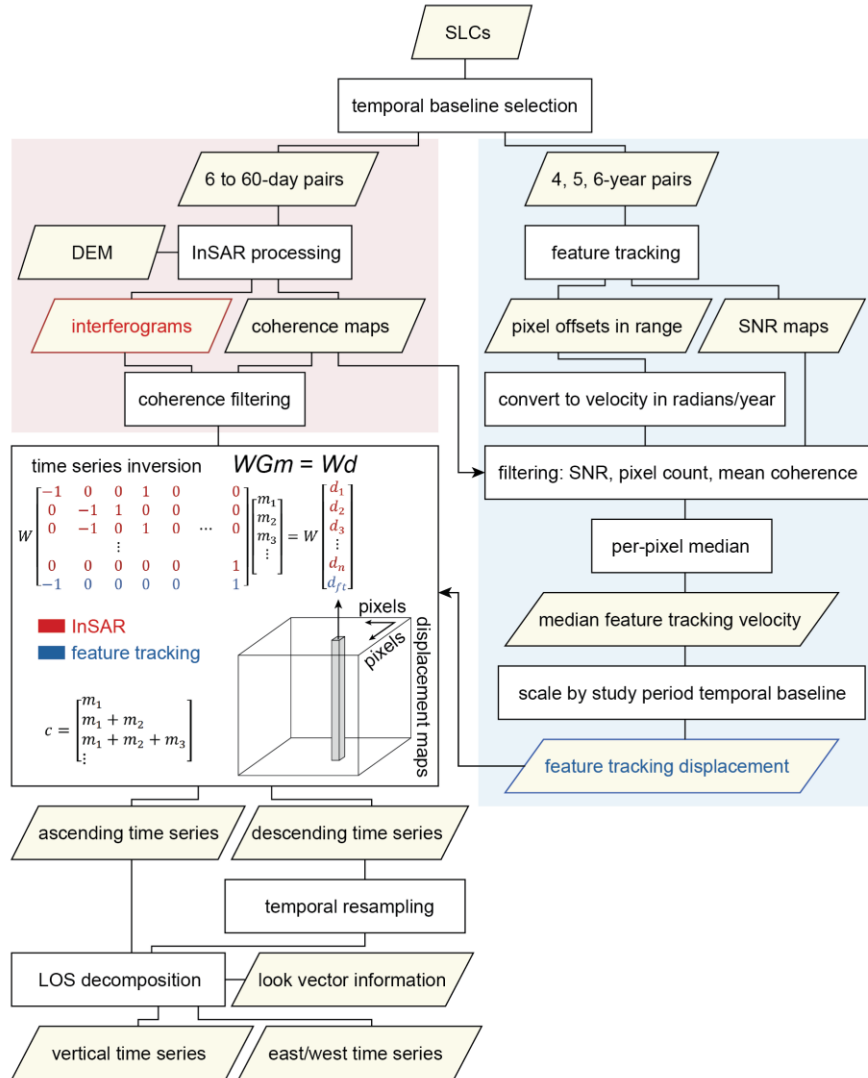 SLCs
temporal baseline selection
6 to 60-day pairs
4, 5, 6-year pairs
DEM
InSAR processing
feature tracking
interferograms
coherence maps
pixel offsets in range
SNR maps
coherence filtering
convert to velocity in radians/year
time series inversion
WGm = Wd
filtering: SNR, pixel count, mean coherence
W
−1 0 0 1 0 0
0 −1 1 0 0 0
0 −1 0 1 0 ⋯ 0
⋮
0 0 0 0 0 1
−1 0 0 0 0 1
m₁
m₂
m₃
⋮
= W
d₁
d₂
d₃
⋮
dₙ
d_ft
per-pixel median
median feature tracking velocity
InSAR
feature tracking
pixels
pixels
displacement maps
scale by study period temporal baseline
c =
m₁
m₁ + m₂
m₁ + m₂ + m₃
⋮
feature tracking displacement
ascending time series
descending time series
temporal resampling
LOS decomposition
look vector information
vertical time series
east/west time series